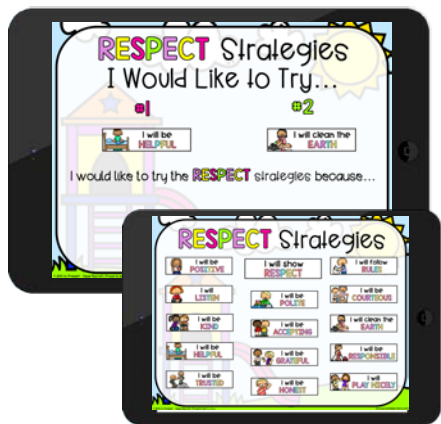 RESPECT Strategies
I Would Like to Try...
#1
#2
I will be
HELPFUL
I will clean the
EARTH
I would like to try the RESPECT strategies because...
RESPECT Strategies
I will be
POSITIVE
I will show
RESPECT
I will follow
RULES
I will
LISTEN
I will be
POLITE
I will be
COURTEOUS
I will be
KIND
I will be
ACCEPTING
I will clean the
EARTH
I will be
HELPFUL
I will be
GRATEFUL
I will be
RESPONSIBLE
I will be
TRUSTED
I will be
HONEST
I will
PLAY NICELY